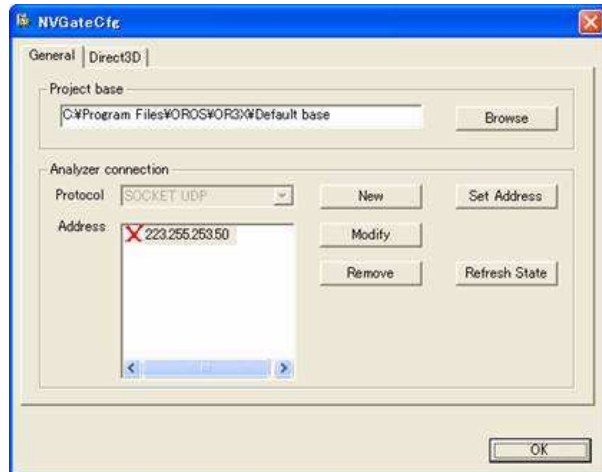 NVGateCfg
General Direct3D
Project base
C:¥Program Files¥OROS¥OR3X¥Default base Browse
Analyzer connection
Protocol SOCKET UDP New Set Address
Address 223.255.253.50 Modify
Remove Refresh State
OK